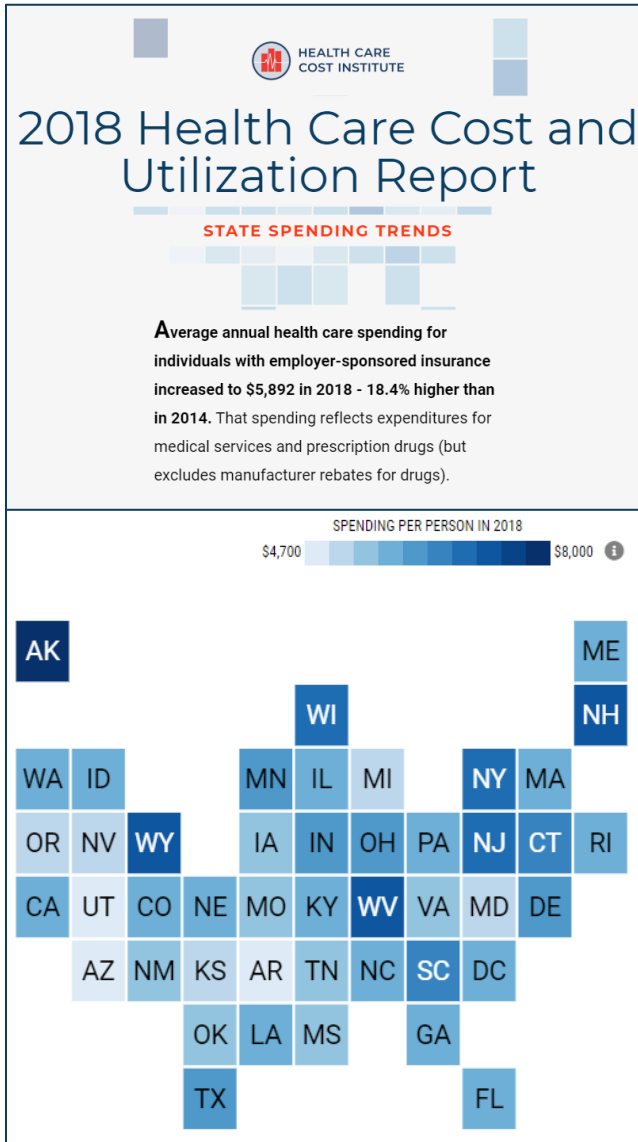 HEALTH CARE
COST INSTITUTE
2018 Health Care Cost and
Utilization Report
STATE SPENDING TRENDS
Average annual health care spending for
individuals with employer-sponsored insurance
increased to $5,892 in 2018 - 18.4% higher than
in 2014. That spending reflects expenditures for
medical services and prescription drugs (but
excludes manufacturer rebates for drugs).
SPENDING PER PERSON IN 2018
$4,700 $8,000 i
AK ME
WI NH
WA ID MN IL MI NY MA
OR NV WY IA IN OH PA NJ CT RI
CA UT CO NE MO KY WV VA MD DE
AZ NM KS AR TN NC SC DC
OK LA MS GA
TX FL